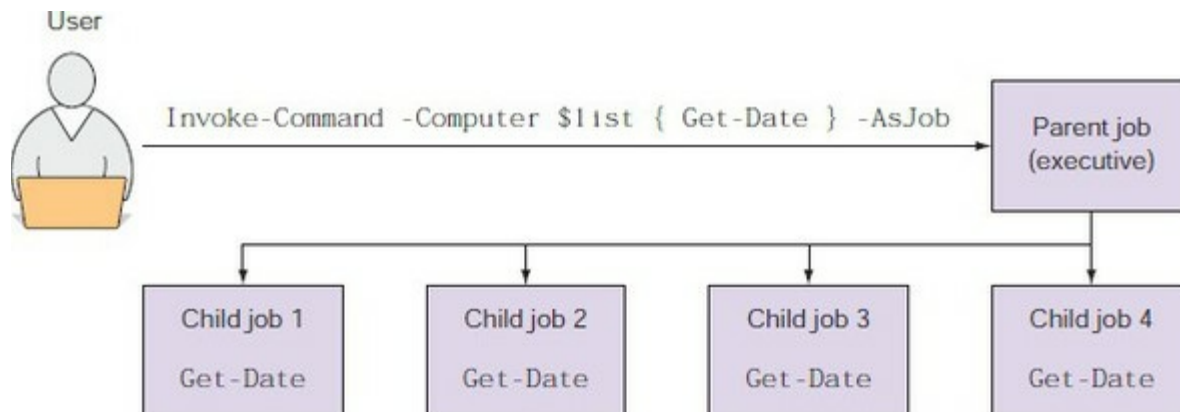 User
Invoke-Command -Computer $list { Get-Date } -AsJob
Parent job
(executive)
Child job 1
Get-Date
Child job 2
Get-Date
Child job 3
Get-Date
Child job 4
Get-Date